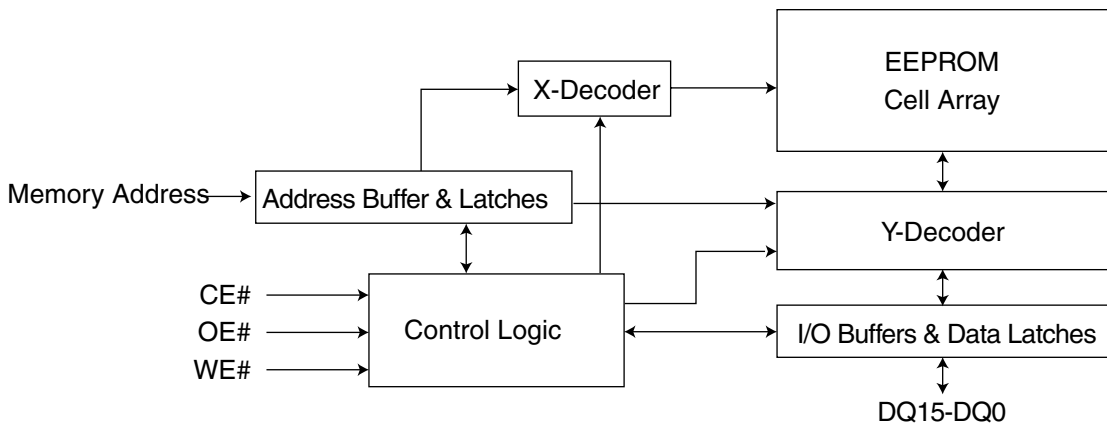 EEPROM
Cell Array
X-Decoder
Memory Address
Address Buffer & Latches
Y-Decoder
CE#
OE#
WE#
Control Logic
I/O Buffers & Data Latches
DQ15-DQ0